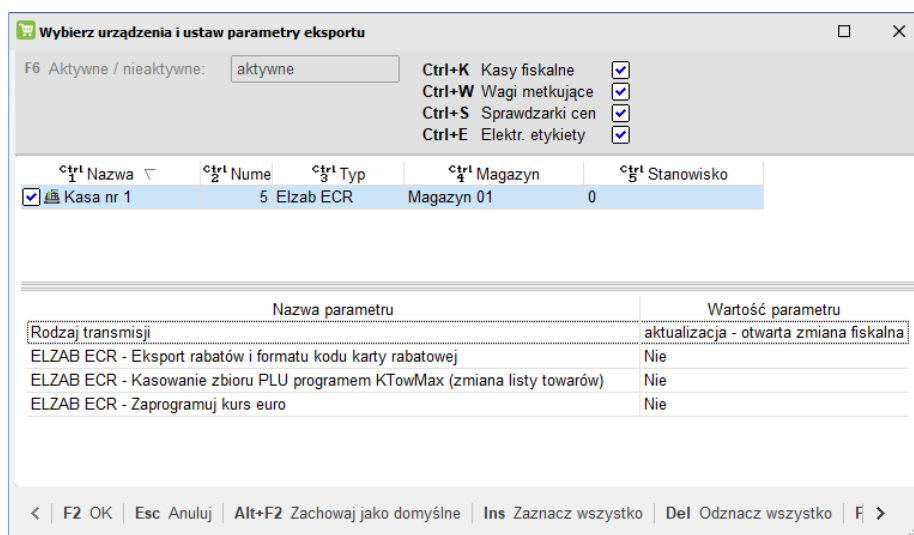 Wybierz urządzenia i ustaw parametry eksportu
F6 Aktywne / nieaktywne: aktywne
Ctrl+K Kasy fiskalne
Ctrl+W Wagi metkujące
Ctrl+S Sprawdzarki cen
Ctrl+E Elektr. etykiety
Ctrl 1 Nazwa Ctrl 2 Nume Ctrl 3 Typ Ctrl 4 Magazyn Ctrl 5 Stanowisko
Kasa nr 1 5 Elzab ECR Magazyn 01 0
Nazwa parametru Wartość parametru
Rodzaj transmisji aktualizacja - otwarta zmiana fiskalna
ELZAB ECR - Eksport rabatów i formatu kodu karty rabatowej Nie
ELZAB ECR - Kasowanie zbioru PLU programem KTowMax (zmiana listy towarów) Nie
ELZAB ECR - Zaprogramuj kurs euro Nie
F2 OK Esc Anuluj Alt+F2 Zachowaj jako domyślne Ins Zaznacz wszystko Del Odznacz wszystko F